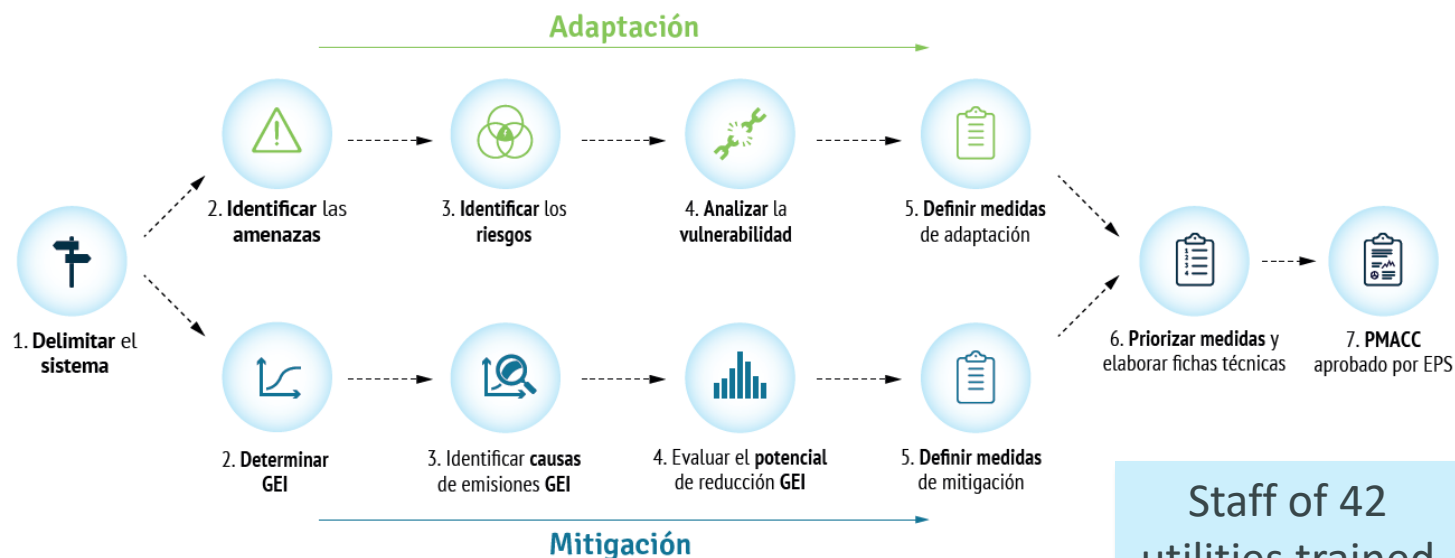 Adaptación
2. Identificar las
amenazas
3. Identificar los
riesgos
4. Analizar la
vulnerabilidad
5. Definir medidas
de adaptación
1. Delimitar el
sistema
6. Priorizar medidas y
elaborar fichas técnicas
7. PMACC
aprobado por EPS
2. Determinar
GEI
3. Identificar causas
de emisiones GEI
4. Evaluar el potencial
de reducción GEI
5. Definir medidas
de mitigación
Mitigación
Staff of 42
utilities trained